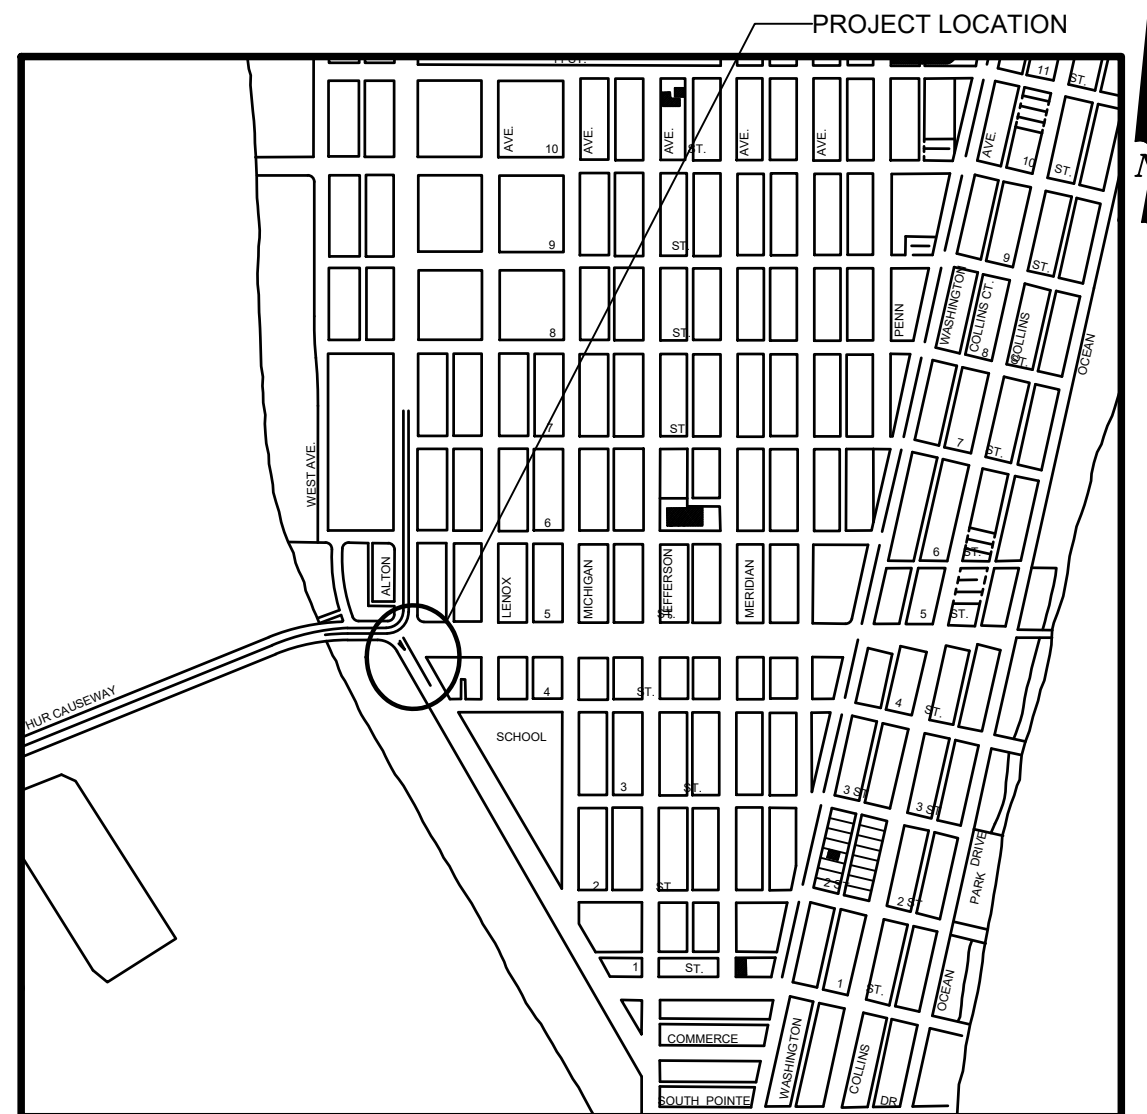 PROJECT LOCATION
11 ST.
11 ST.
N
AVE. 10 AVE. AVE. ST. AVE. AVE. AVE. 10 ST.
9 ST. 9 ST.
WASHINGTON
COLLINS CT.
COLLINS
PENN
OCEAN
8 ST. 8 ST.
7 ST. 7 ST.
WEST AVE.
6 6 ST.
ALTON
LENOX
MICHIGAN
JEFFERSON
MERIDIAN
5 ST. 5 ST.
4 ST. 4 ST.
HUR CAUSEWAY
SCHOOL
3 ST. 3 ST 3 ST
PARK DRIVE
2 ST. 2 ST 2 ST
1 ST. 1 ST.
OCEAN
COMMERCE
WASHINGTON
COLLINS
SOUTH POINTE DR